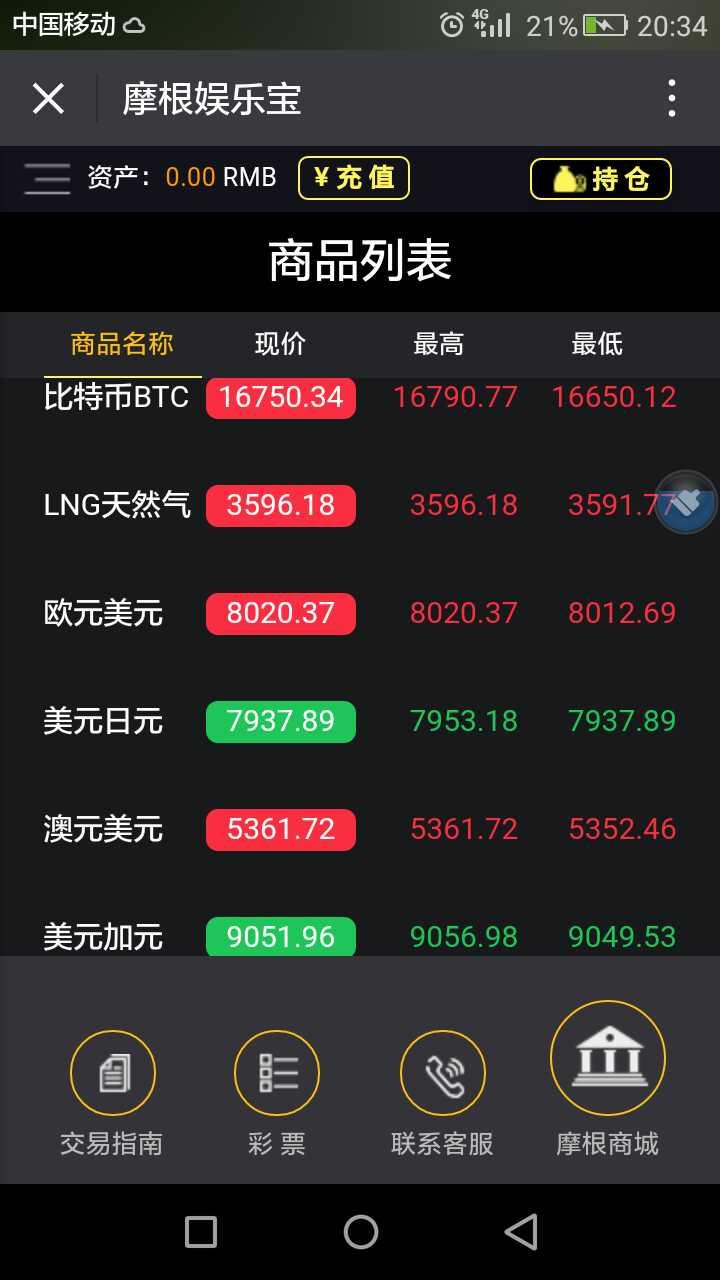 中国移动 4G 21% 20:34
摩根娱乐宝
资产：0.00 RMB ¥充值 持仓
商品列表
商品名称 现价 最高 最低
比特币BTC 16750.34 16790.77 16650.12
LNG天然气 3596.18 3596.18 3591.77
欧元美元 8020.37 8020.37 8012.69
美元日元 7937.89 7953.18 7937.89
澳元美元 5361.72 5361.72 5352.46
美元加元 9051.96 9056.98 9049.53
交易指南 彩票 联系客服 摩根商城